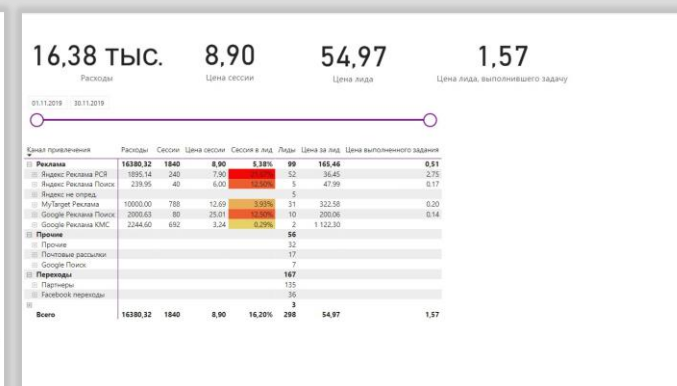 16,38 тыс. 8,90 54,97 1,57
Расходы Цена сессии Цена лида Цена лида, выполнившего задачу
01.11.2019 30.11.2019
Канал привлечения Расходы Сессии Цена сессии Сессия в лид Лиды Цена за лид Цена выполненного задания
Реклама 16380,32 1840 8,90 5,38% 99 165,46 0,51
Яндекс Реклама РСЯ 1895,14 240 7,90 52 36,45 2,75
Яндекс Реклама Поиск 239,95 40 6,00 12,50% 5 47,99 0,17
Яндекс не опред. 5
MyTarget Реклама 10000,00 788 12,69 3,93% 31 322,58 0,20
Google Реклама Поиск 2000,63 80 25,01 12,50% 10 200,06 0,14
Google Реклама КМС 2244,60 692 3,24 0,29% 2 1 122,30
Прочие 56
Прочие 32
Почтовые рассылки 17
Google Поиск 7
Переходы 167
Партнеры 135
Facebook переходы 36
3
Всего 16380,32 1840 8,90 16,20% 298 54,97 1,57